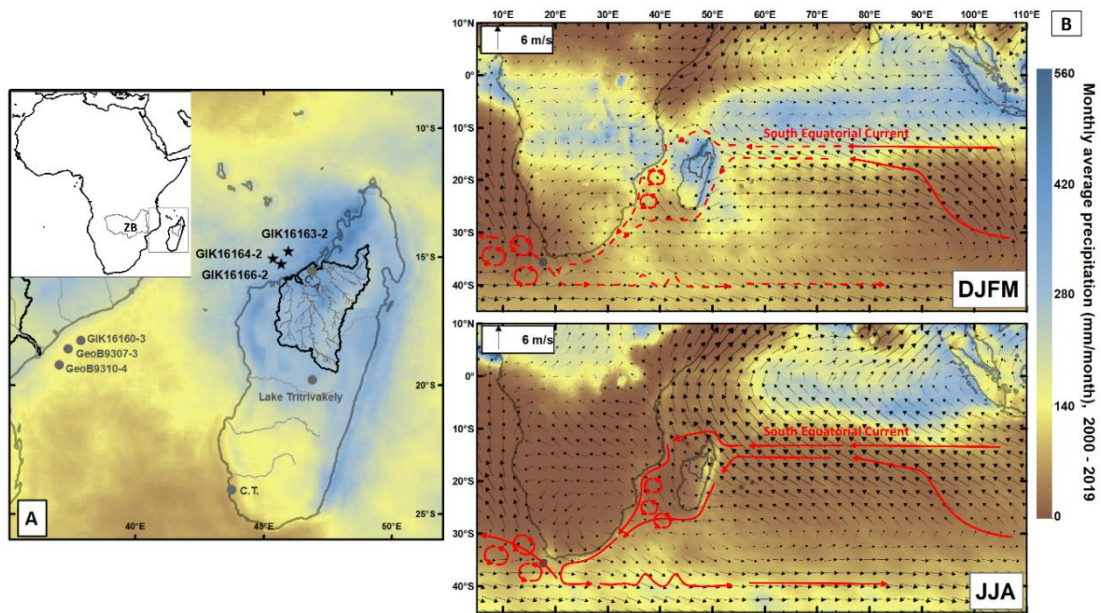 ZB
10°S
15°S
20°S
25°S
40°E
45°E
50°E
GIK16163-2
GIK16164-2
GIK16166-2
GIK16160-3
GeoB9307-3
GeoB9310-4
Lake Tritrivakely
C.T.
A
10°E
20°E
30°E
40°E
50°E
60°E
70°E
80°E
90°E
100°E
110°E
B
10°N
6 m/s
0°
10°S
20°S
30°S
40°S
South Equatorial Current
DJFM
10°N
6 m/s
0°
10°S
20°S
30°S
40°S
South Equatorial Current
JJA
560
420
280
140
0
Monthly average precipitation (mm/month), 2000 - 2019